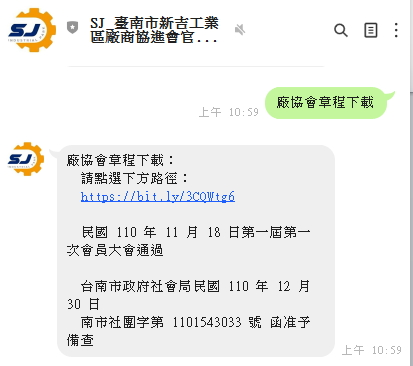 SJ_臺南市新吉工業
區廠商協進會官...
廠協會章程下載
上午 10:59
廠協會章程下載：
請點選下方路徑：
https://bit.ly/3CQWtg6
民國 110 年 11 月 18 日第一屆第一
次會員大會通過
台南市政府社會局民國 110 年 12 月
30 日
南市社團字第 1101543033 號 函准予
備查
上午 10:59